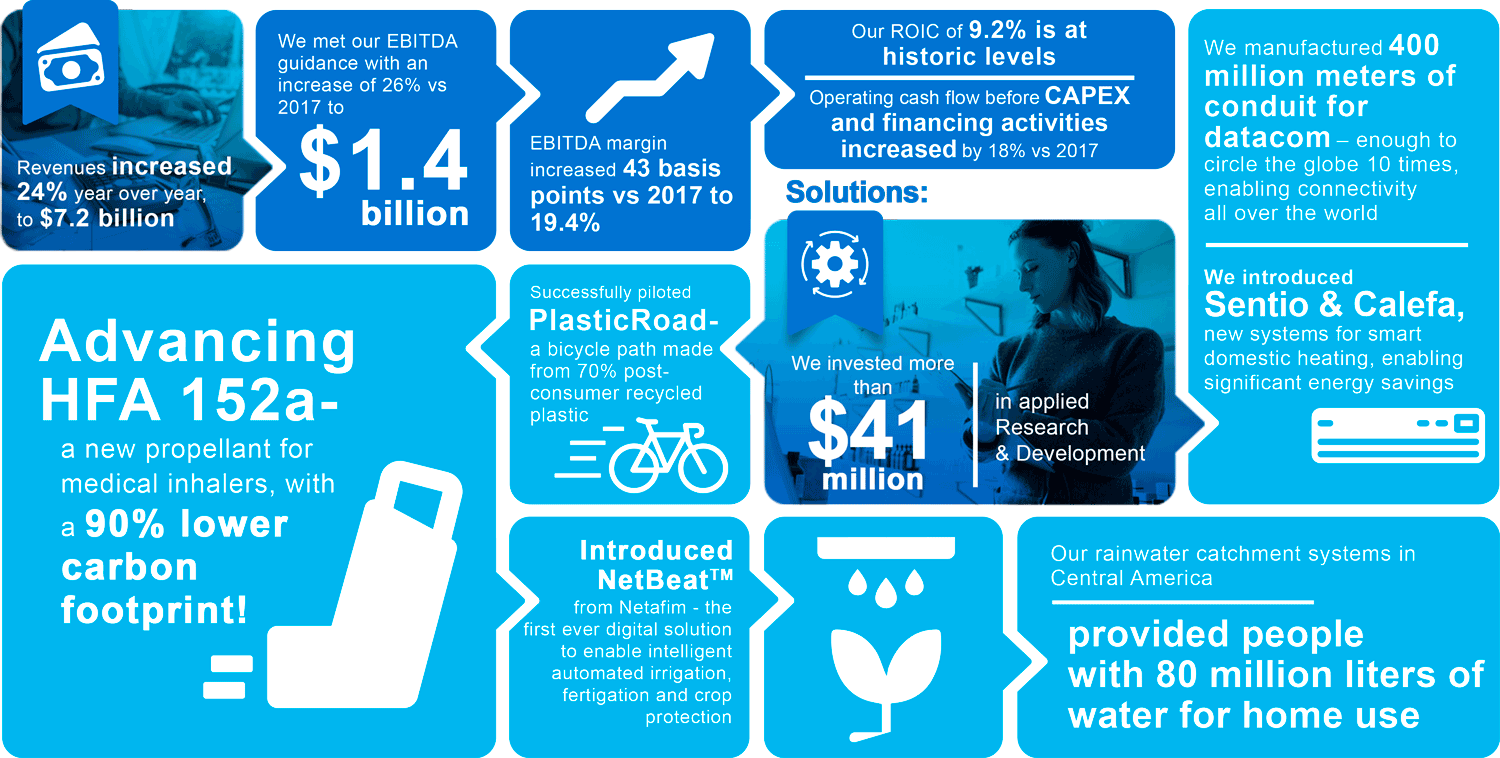 Revenues increased
24% year over year,
to $7.2 billion
We met our EBITDA
guidance with an
increase of 26% vs
2017 to
$1.4
billion
EBITDA margin
increased 43 basis
points vs 2017 to
19.4%
Our ROIC of 9.2% is at
historic levels
Operating cash flow before CAPEX
and financing activities
increased by 18% vs 2017
Solutions:
We invested more
than
$41
million
in applied
Research
& Development
We manufactured 400
million meters of
conduit for
datacom – enough to
circle the globe 10 times,
enabling connectivity
all over the world
We introduced
Sentio & Calefa,
new systems for smart
domestic heating, enabling
significant energy savings
Successfully piloted
PlasticRoad-
a bicycle path made
from 70% post-
consumer recycled
plastic
Advancing
HFA 152a-
a new propellant for
medical inhalers, with
a 90% lower
carbon
footprint!
Introduced
NetBeat™
from Netafim - the
first ever digital solution
to enable intelligent
automated irrigation,
fertigation and crop
protection
Our rainwater catchment systems in
Central America
provided people
with 80 million liters of
water for home use